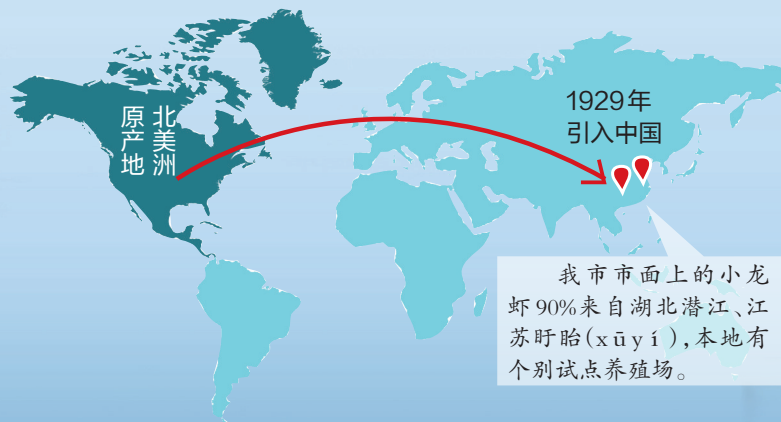 北美洲
原产地
1929年
引入中国
我市市面上的小龙
虾90%来自湖北潜江、江
苏盱眙(xūyí),本地有
个别试点养殖场。